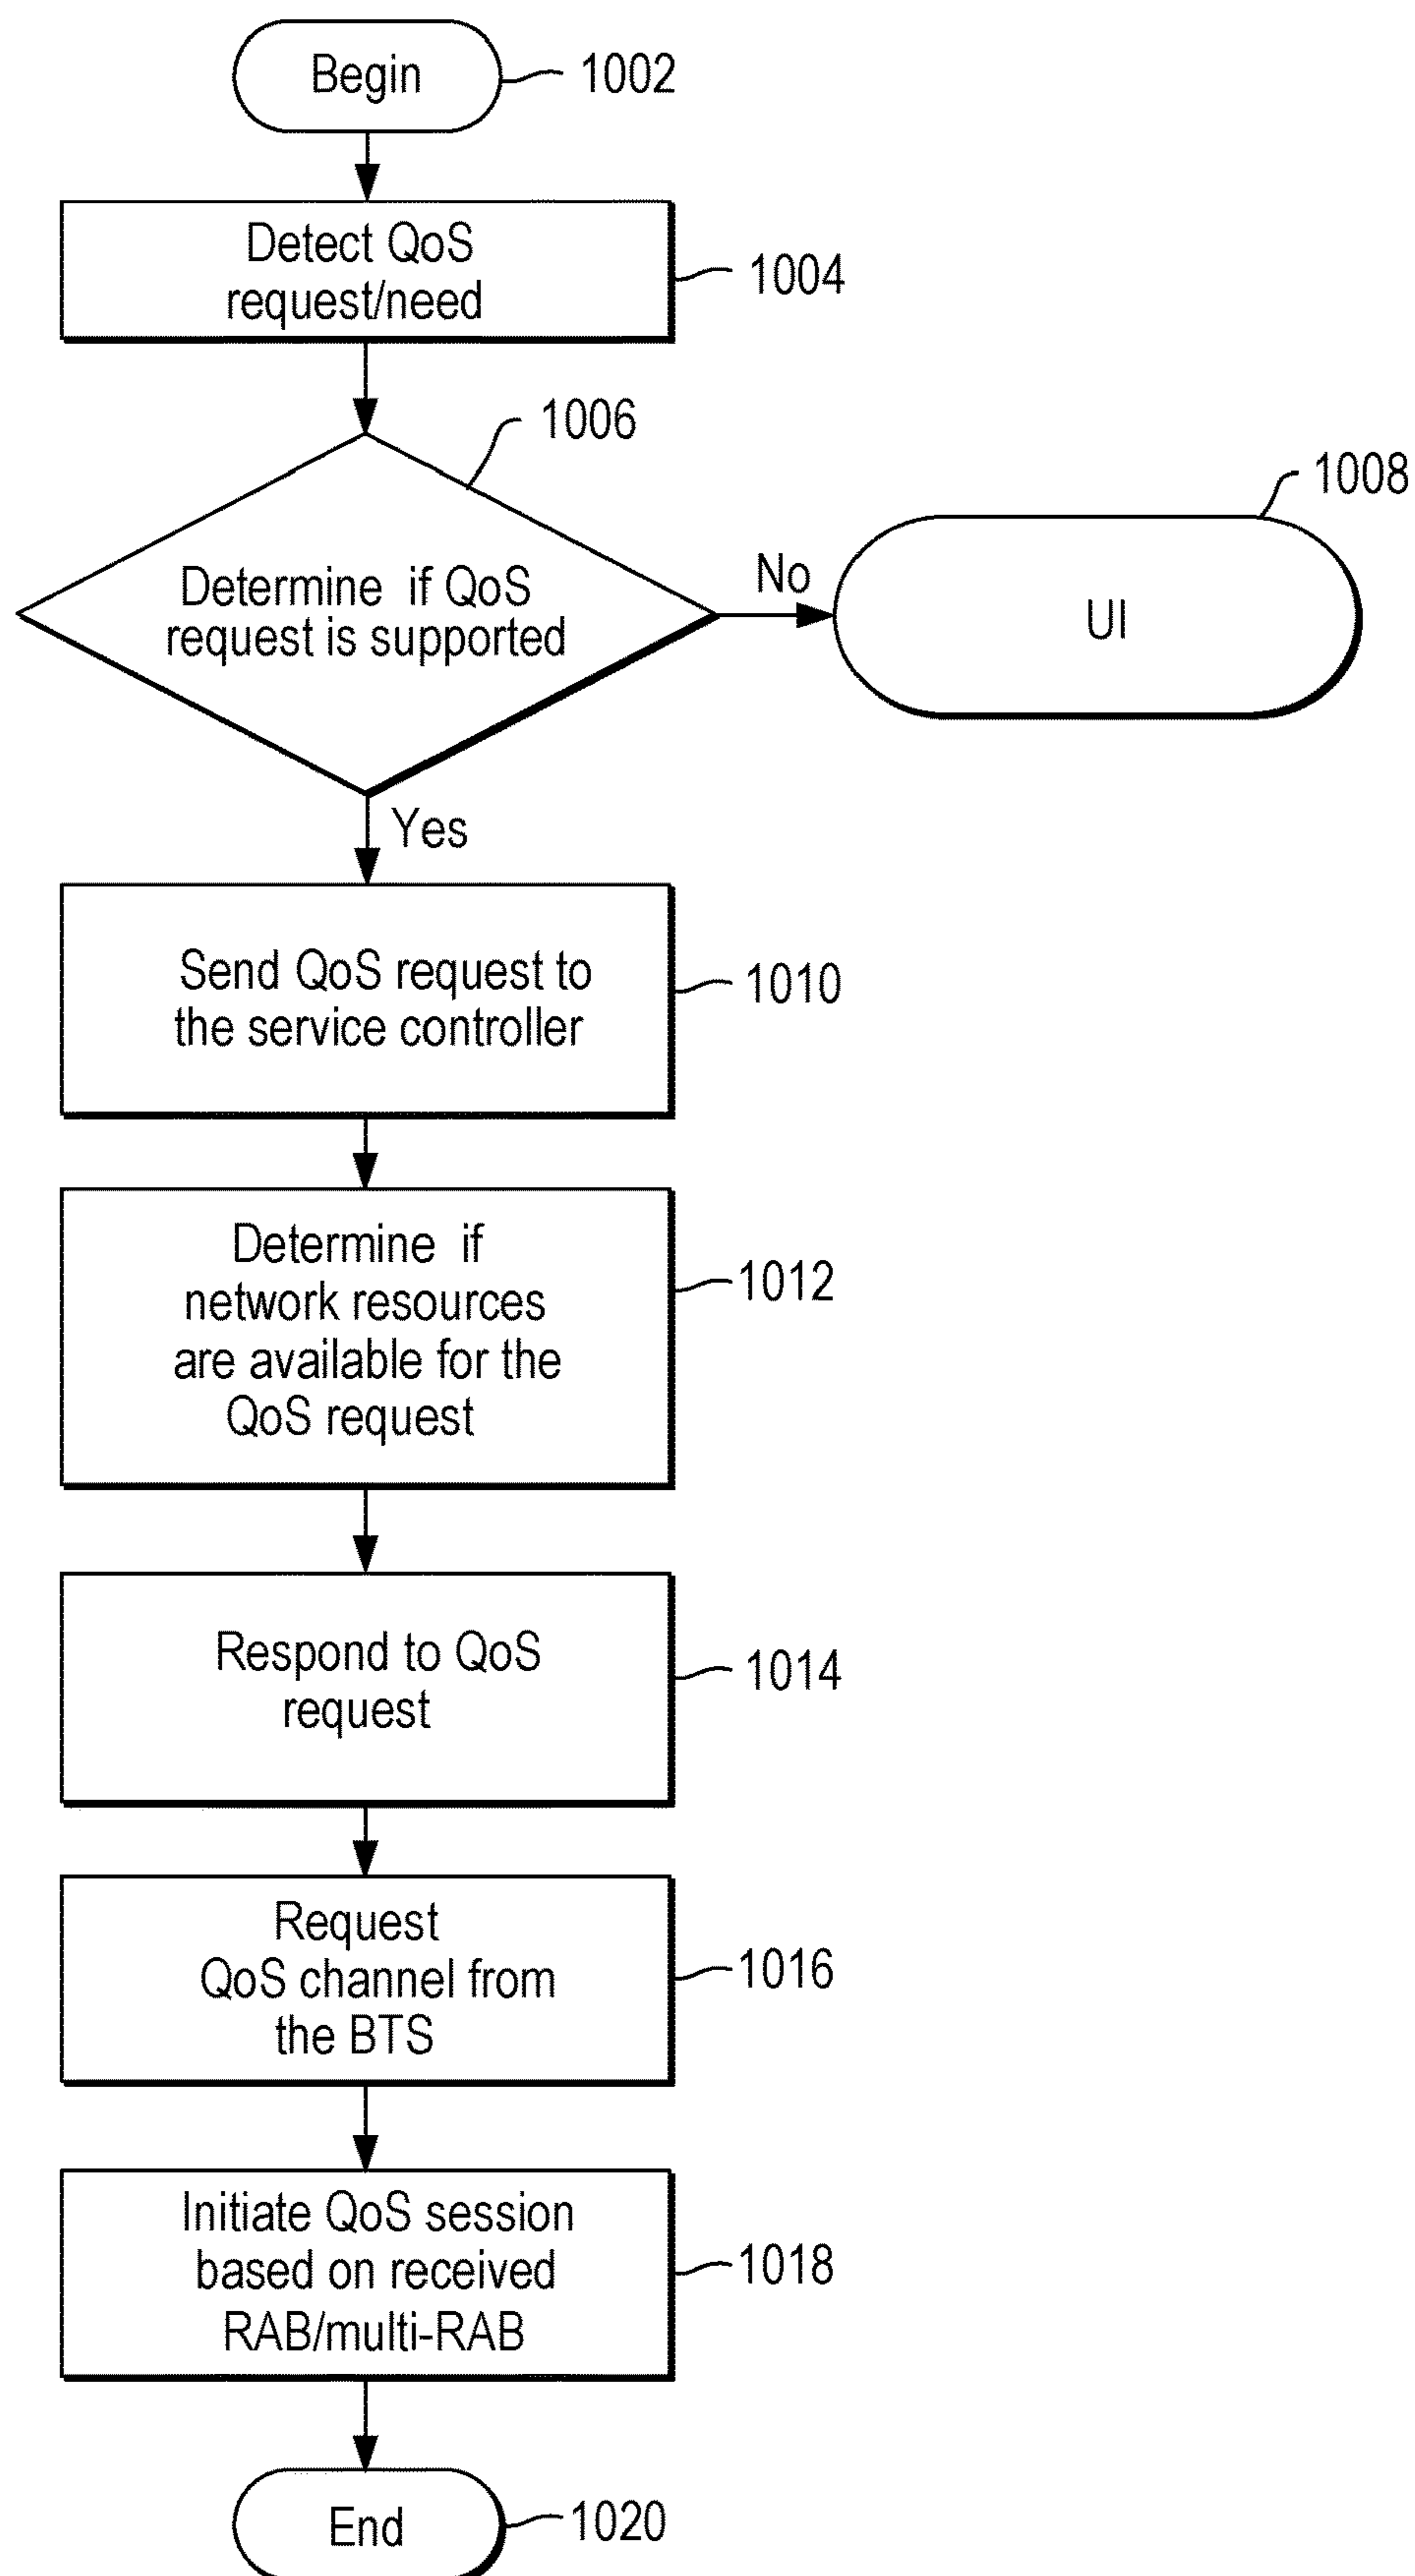 Begin
1002
Detect QoS
request/need
1004
1006
Determine if QoS
request is supported
No
1008
UI
Yes
Send QoS request to
the service controller
1010
Determine if
network resources
are available for the
QoS request
1012
Respond to QoS
request
1014
Request
QoS channel from
the BTS
1016
Initiate QoS session
based on received
RAB/multi-RAB
1018
End
1020